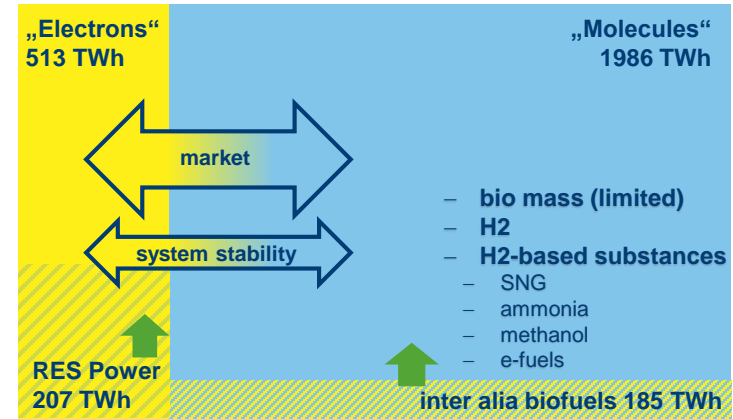 „Electrons“
513 TWh
„Molecules“
1986 TWh
market
system stability
– bio mass (limited)
– H2
– H2-based substances
– SNG
– ammonia
– methanol
– e-fuels
RES Power
207 TWh
inter alia biofuels 185 TWh